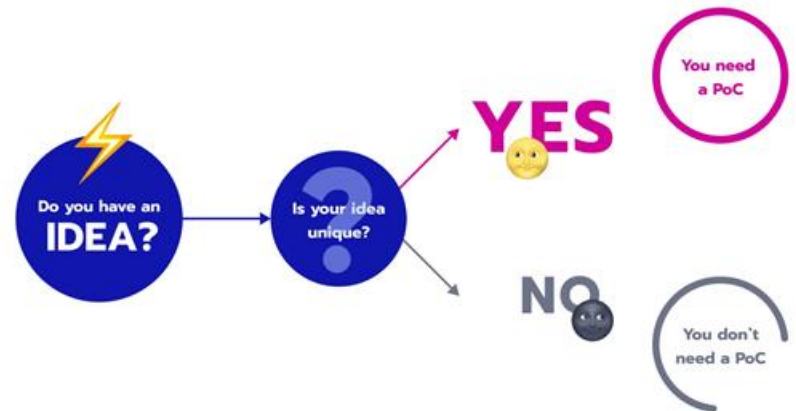 Do you have an
IDEA?
Is your idea
unique?
YES
You need
a PoC
NO
You don't
need a PoC